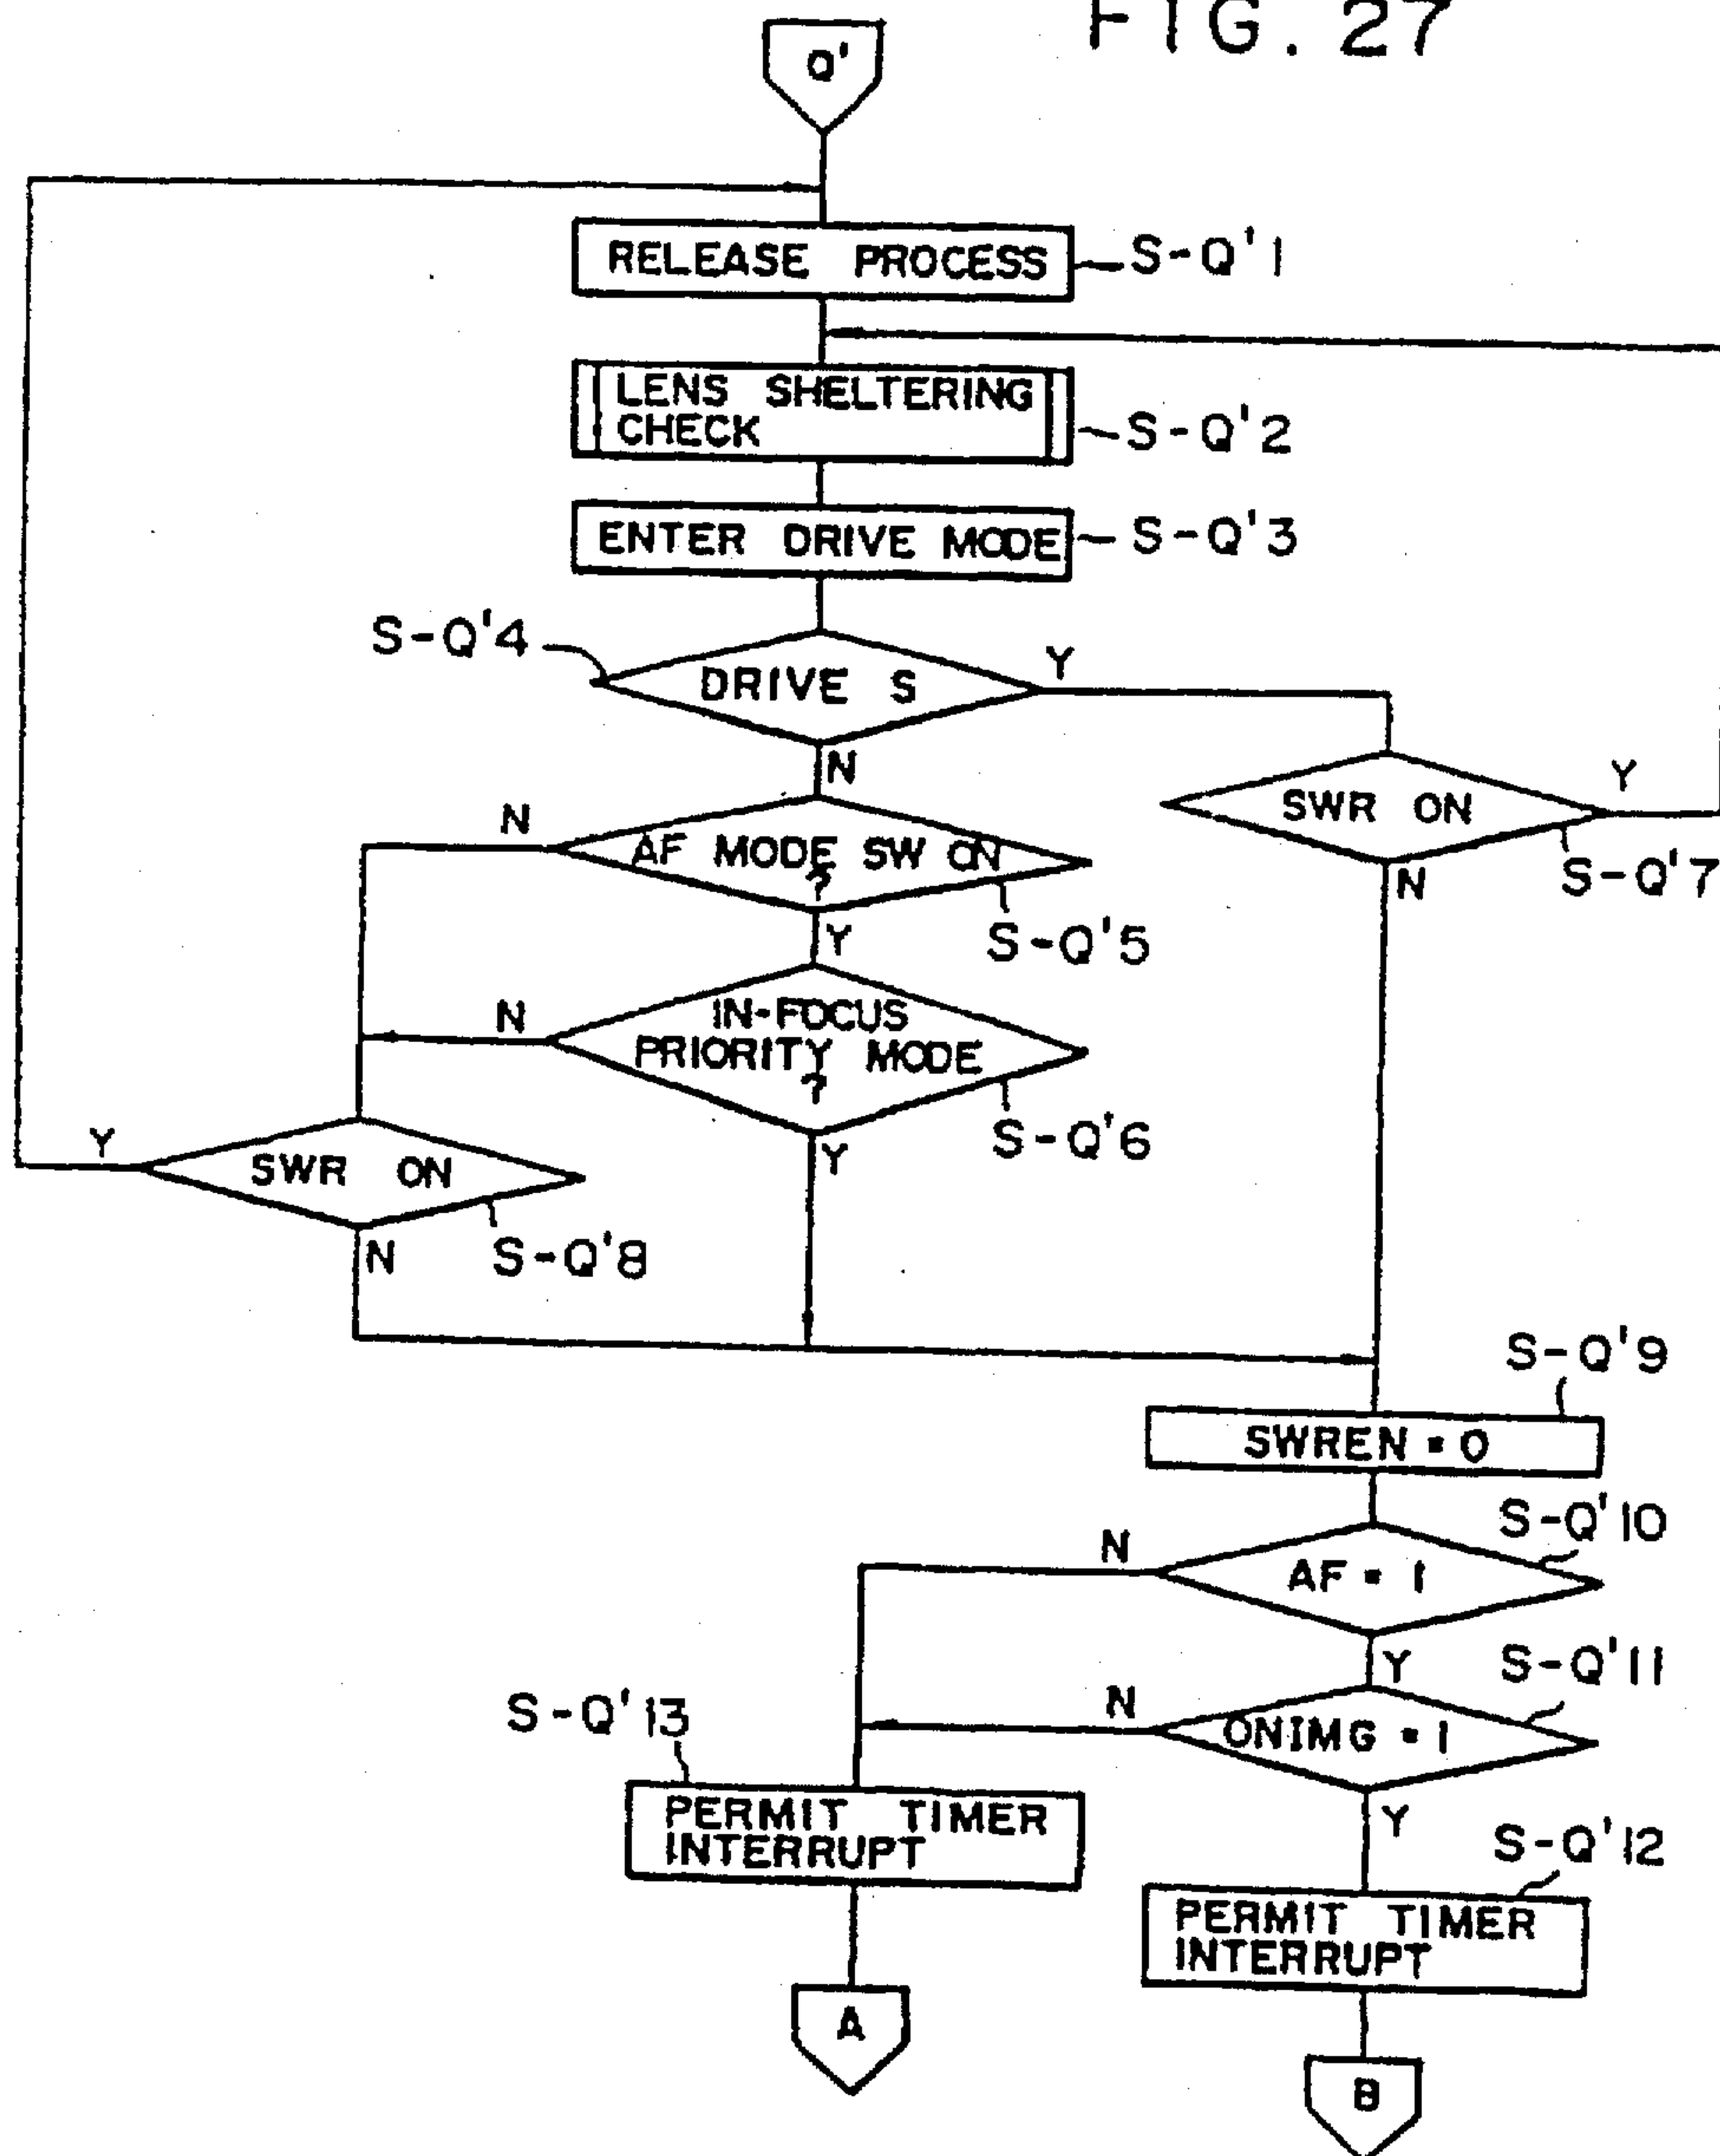 FIG. 27
Q'
RELEASE PROCESS
S-Q'1
LENS SHELTERING
CHECK
S-Q'2
ENTER DRIVE MODE
S-Q'3
S-Q'4
DRIVE S
Y
N
SWR ON
Y
S-Q'7
N
N
AF MODE SW ON
?
S-Q'5
Y
N
IN-FOCUS
PRIORITY MODE
?
S-Q'6
Y
Y
SWR ON
S-Q'8
N
S-Q'9
SWREN = 0
S-Q'10
N
AF = 1
Y
S-Q'11
N
ONIMG = 1
Y
S-Q'13
PERMIT TIMER
INTERRUPT
S-Q'12
PERMIT TIMER
INTERRUPT
A
B